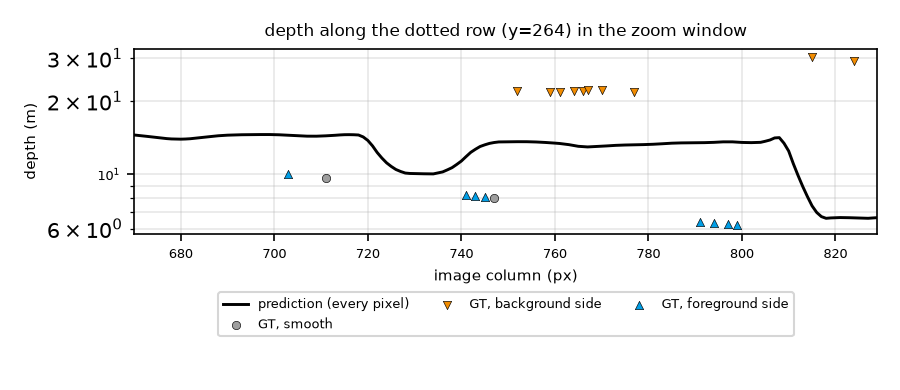 depth along the dotted row (y=264) in the zoom window
depth (m)
3 × 10¹
2 × 10¹
10¹
6 × 10⁰
680 700 720 740 760 780 800 820
image column (px)
prediction (every pixel)
GT, background side
GT, foreground side
GT, smooth